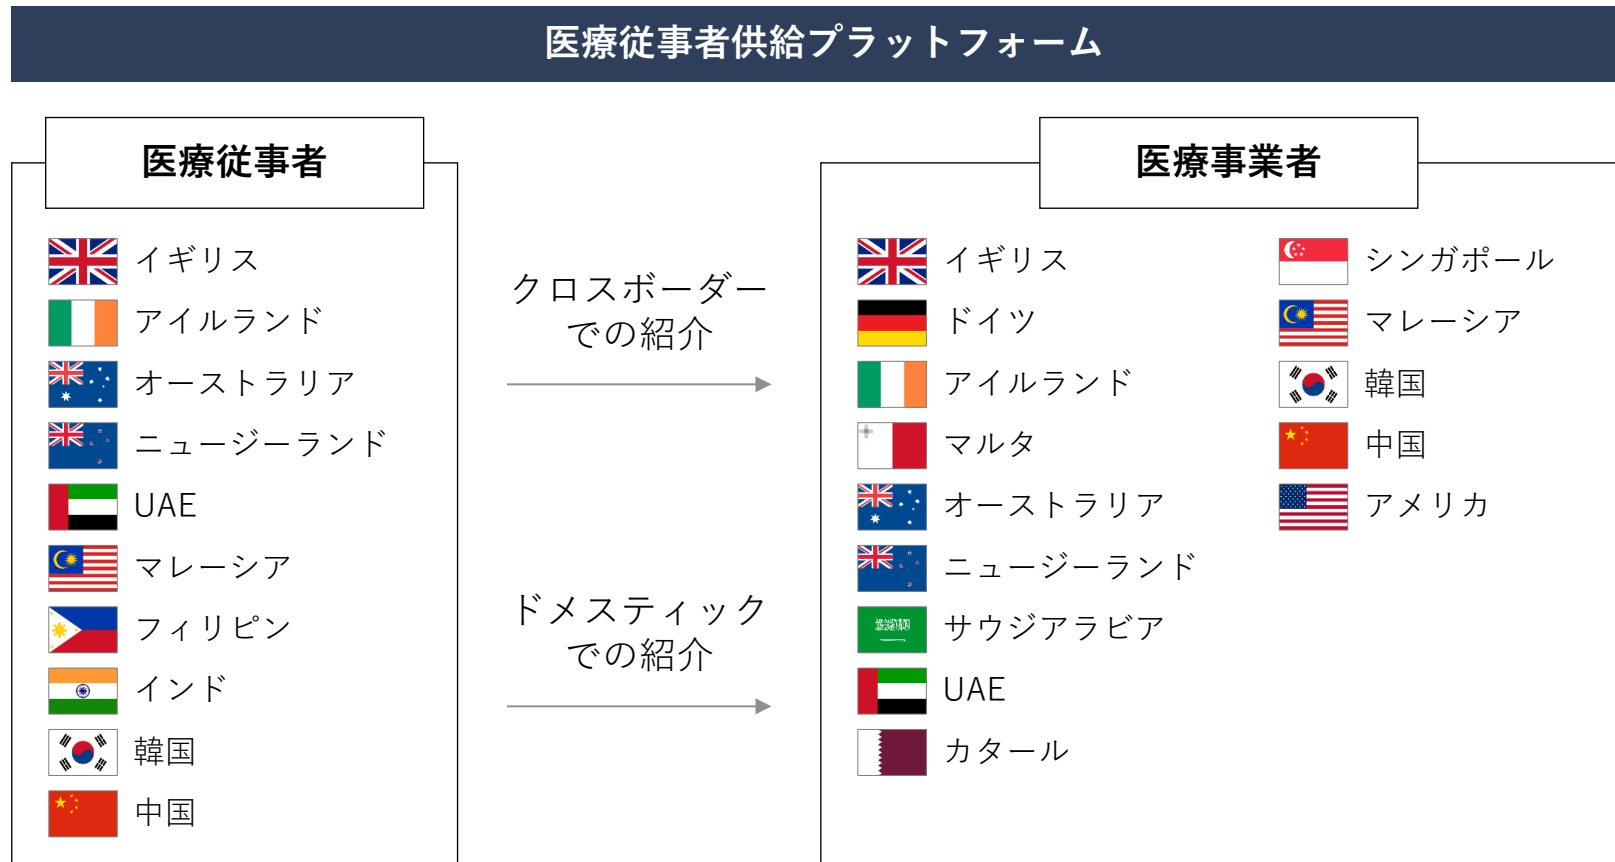 医療従事者供給プラットフォーム
医療従事者
イギリス
アイルランド
オーストラリア
ニュージーランド
UAE
マレーシア
フィリピン
インド
韓国
中国
クロスボーダー
での紹介
ドメスティック
での紹介
医療事業者
イギリス
ドイツ
アイルランド
マルタ
オーストラリア
ニュージーランド
サウジアラビア
UAE
カタール
シンガポール
マレーシア
韓国
中国
アメリカ